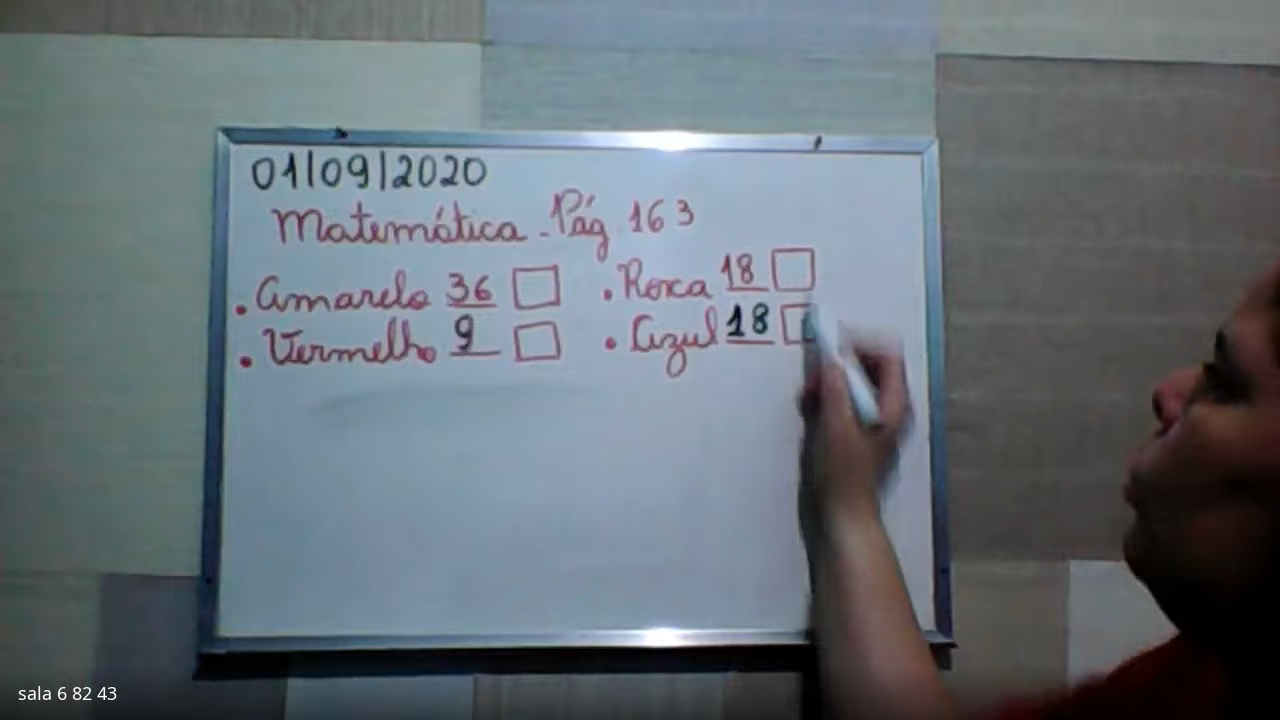 01/09/2020
Matemática - Pág 163
. Amarelo 36 . Roxa 18
. Vermelho 9 . Azul 18
sala 6 82 43